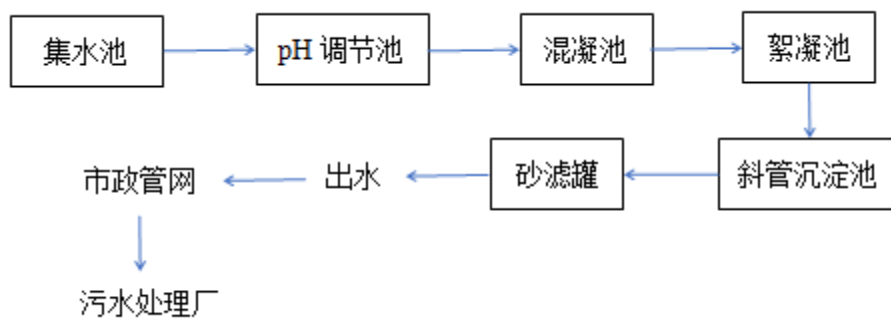 集水池
pH 调节池
混凝池
絮凝池
斜管沉淀池
砂滤罐
出水
市政管网
污水处理厂